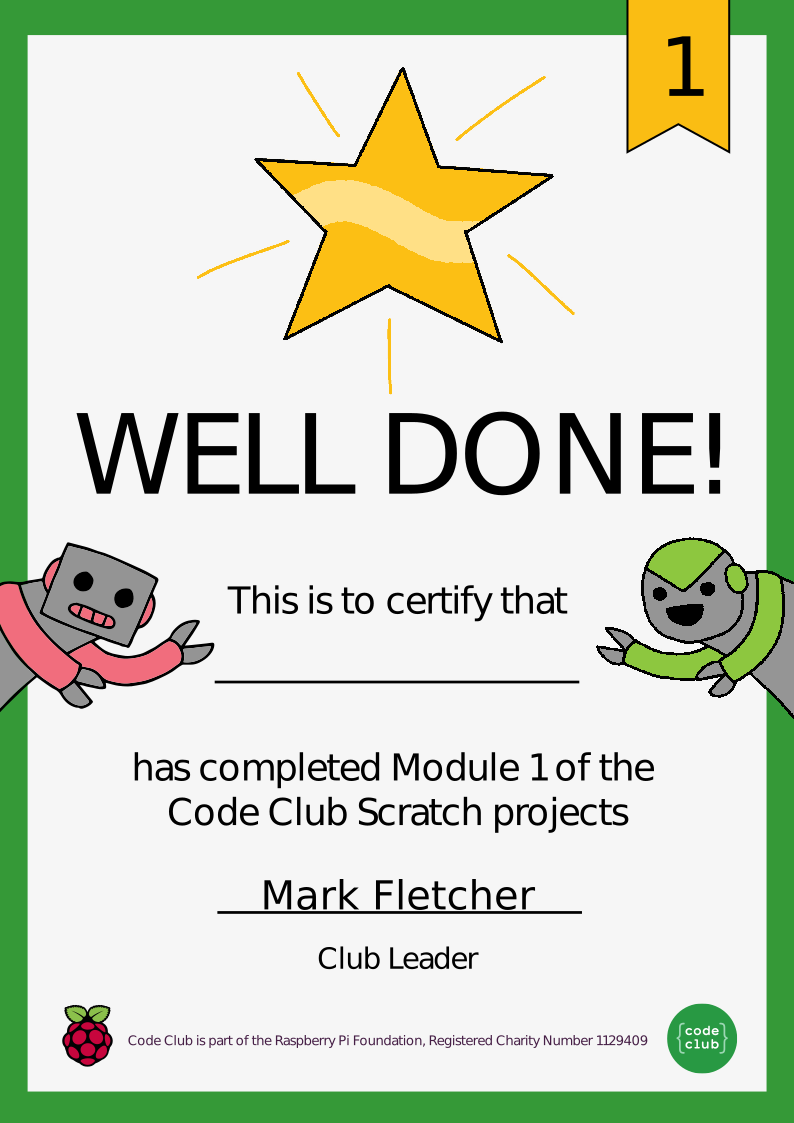 1
WELL DONE!
This is to certify that
has completed Module 1 of the
Code Club Scratch projects
Mark Fletcher
Club Leader
Code Club is part of the Raspberry Pi Foundation, Registered Charity Number 1129409
{code
club}